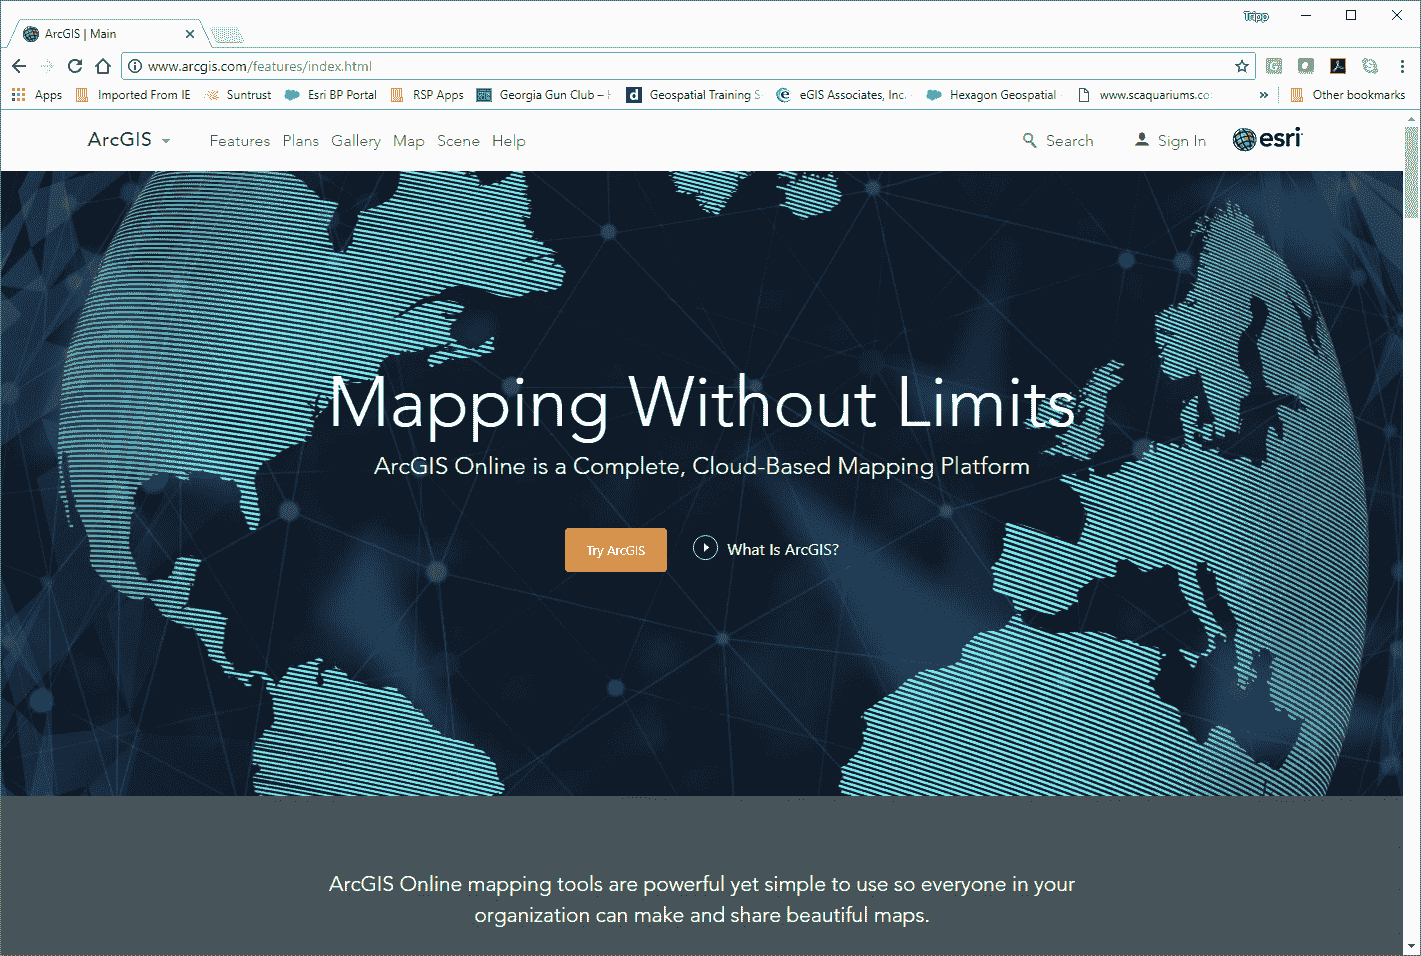 Tripp
ArcGIS | Main
www.arcgis.com/features/index.html
Apps Imported From IE Suntrust Esri BP Portal RSP Apps Georgia Gun Club – Geospatial Training S eGIS Associates, Inc. Hexagon Geospatial www.scaquariums.co » Other bookmarks
ArcGIS Features Plans Gallery Map Scene Help Search Sign In esri
Mapping Without Limits
ArcGIS Online is a Complete, Cloud-Based Mapping Platform
Try ArcGIS What Is ArcGIS?
ArcGIS Online mapping tools are powerful yet simple to use so everyone in your
organization can make and share beautiful maps.